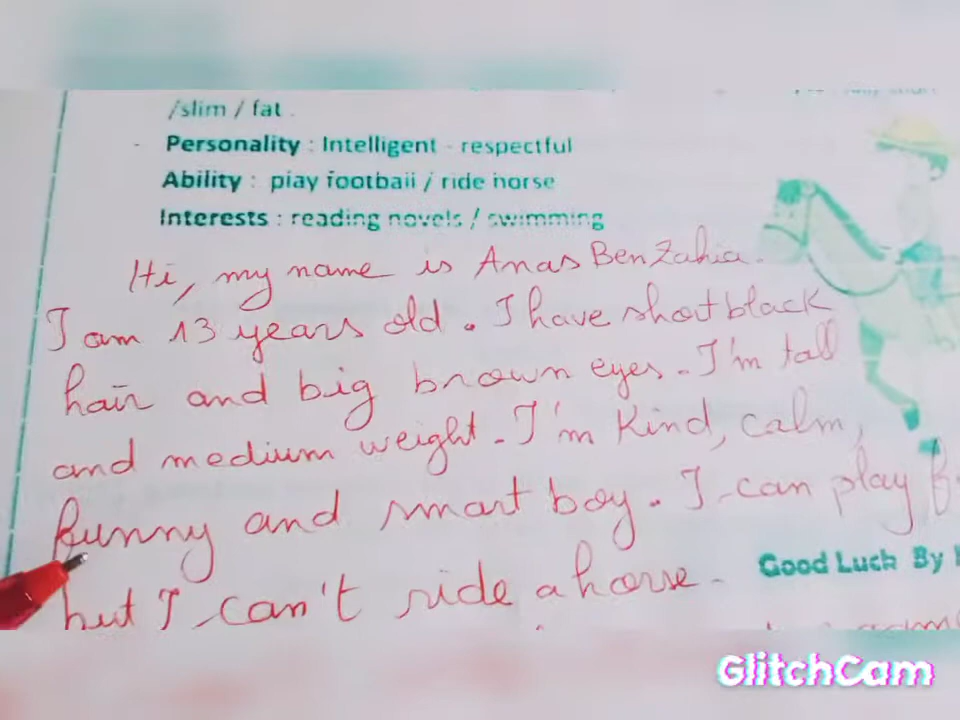 /slim / fat
- Personality : Intelligent - respectful
Ability : play football / ride horse
Interests : reading novels / swimming
Hi, my name is Anas BenZahia.
I am 13 years old. I have short black
hair and big brown eyes. I'm tall
and medium weight. I'm Kind, calm,
funny and smart boy. I can play
Good Luck By
but I can't ride a horse.
GlitchCam